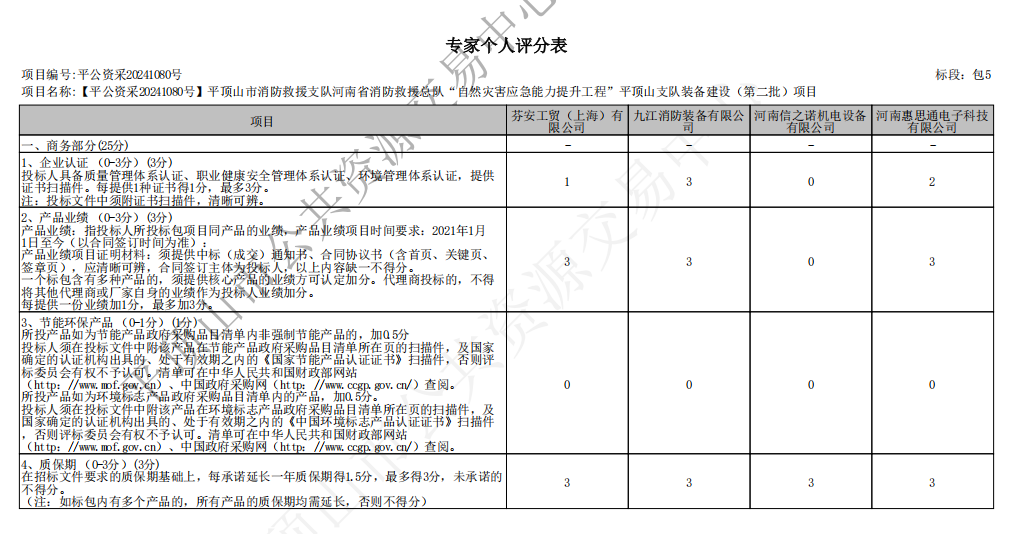 专家个人评分表
项目编号:平公资采20241080号
标段: 包5
项目名称:【平公资采20241080号】平顶山市消防救援支队河南省消防救援总队“自然灾害应急能力提升工程”平顶山支队装备建设（第二批）项目
项目
芬安工贸（上海）有
限公司
九江消防装备有限公
司
河南信之诺机电设备
有限公司
河南惠思通电子科技
有限公司
一、商务部分(25分)
-
-
-
-
1、企业认证 （0-3分）(3分)
投标人具备质量管理体系认证、职业健康安全管理体系认证、环境管理体系认证，提供
证书扫描件。每提供1种证书得1分，最多3分。
注: 投标文件中须附证书扫描件，清晰可辨。
1
3
0
2
2、产品业绩 （0-3分）(3分)
产品业绩: 指投标人所投标包项目同产品的业绩，产品业绩项目时间要求: 2021年1月
1日至今（以合同签订时间为准）;
产品业绩项目证明材料: 须提供中标（成交）通知书、合同协议书（含首页、关键页、
签章页），应清晰可辨，合同签订主体为投标人，以上内容缺一不得分。
一个标包含有多种产品的，须提供核心产品的业绩方可认定加分。代理商投标的，不得
将其他代理商或厂家自身的业绩作为投标人业绩加分。
每提供一份业绩加1分，最多加3分。
3
3
0
3
3、节能环保产品 （0-1分）(1分)
所投产品如为节能产品政府采购品目清单内非强制节能产品的，加0.5分
投标人须在投标文件中附该产品在节能产品政府采购品目清单所在页的扫描件，及国家
确定的认证机构出具的、处于有效期之内的《国家节能产品认证证书》扫描件，否则评
标委员会有权不予认可。清单可在中华人民共和国财政部网站
（http: //www.mof.gov.cn）、中国政府采购网（http: //www.ccgp.gov.cn/）查阅。
所投产品如为环境标志产品政府采购品目清单内的产品，加0.5分。
投标人须在投标文件中附该产品在环境标志产品政府采购品目清单所在页的扫描件，及
国家确定的认证机构出具的、处于有效期之内的《中国环境标志产品认证证书》扫描件
，否则评标委员会有权不予认可。清单可在中华人民共和国财政部网站
（http: //www.mof.gov.cn）、中国政府采购网（http: //www.ccgp.gov.cn/）查阅。
0
0
0
0
4、质保期 （0-3分）(3分)
在招标文件要求的质保期基础上，每承诺延长一年质保期得1.5分，最多得3分，未承诺的
不得分。
（注: 如标包内有多个产品的，所有产品的质保期均需延长，否则不得分）
3
3
3
3